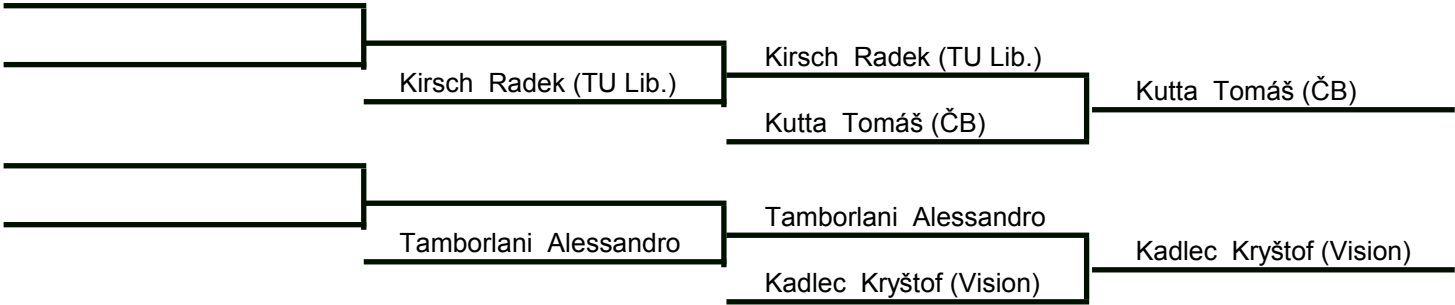 Kirsch Radek (TU Lib.)
Kirsch Radek (TU Lib.)
Kutta Tomáš (ČB)
Kutta Tomáš (ČB)
Tamborlani Alessandro
Tamborlani Alessandro
Kadlec Kryštof (Vision)
Kadlec Kryštof (Vision)